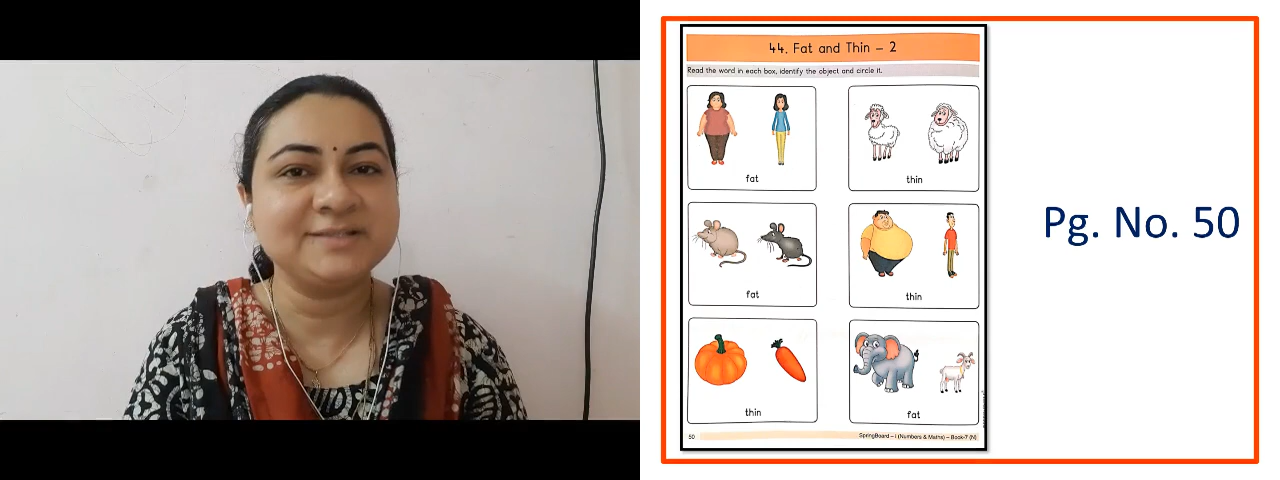 44. Fat and Thin – 2
Read the word in each box, identify the object and circle it.
fat
thin
fat
thin
thin
fat
50
SpringBoard – I (Numbers & Maths) – Book-7 (N)
Pg. No. 50